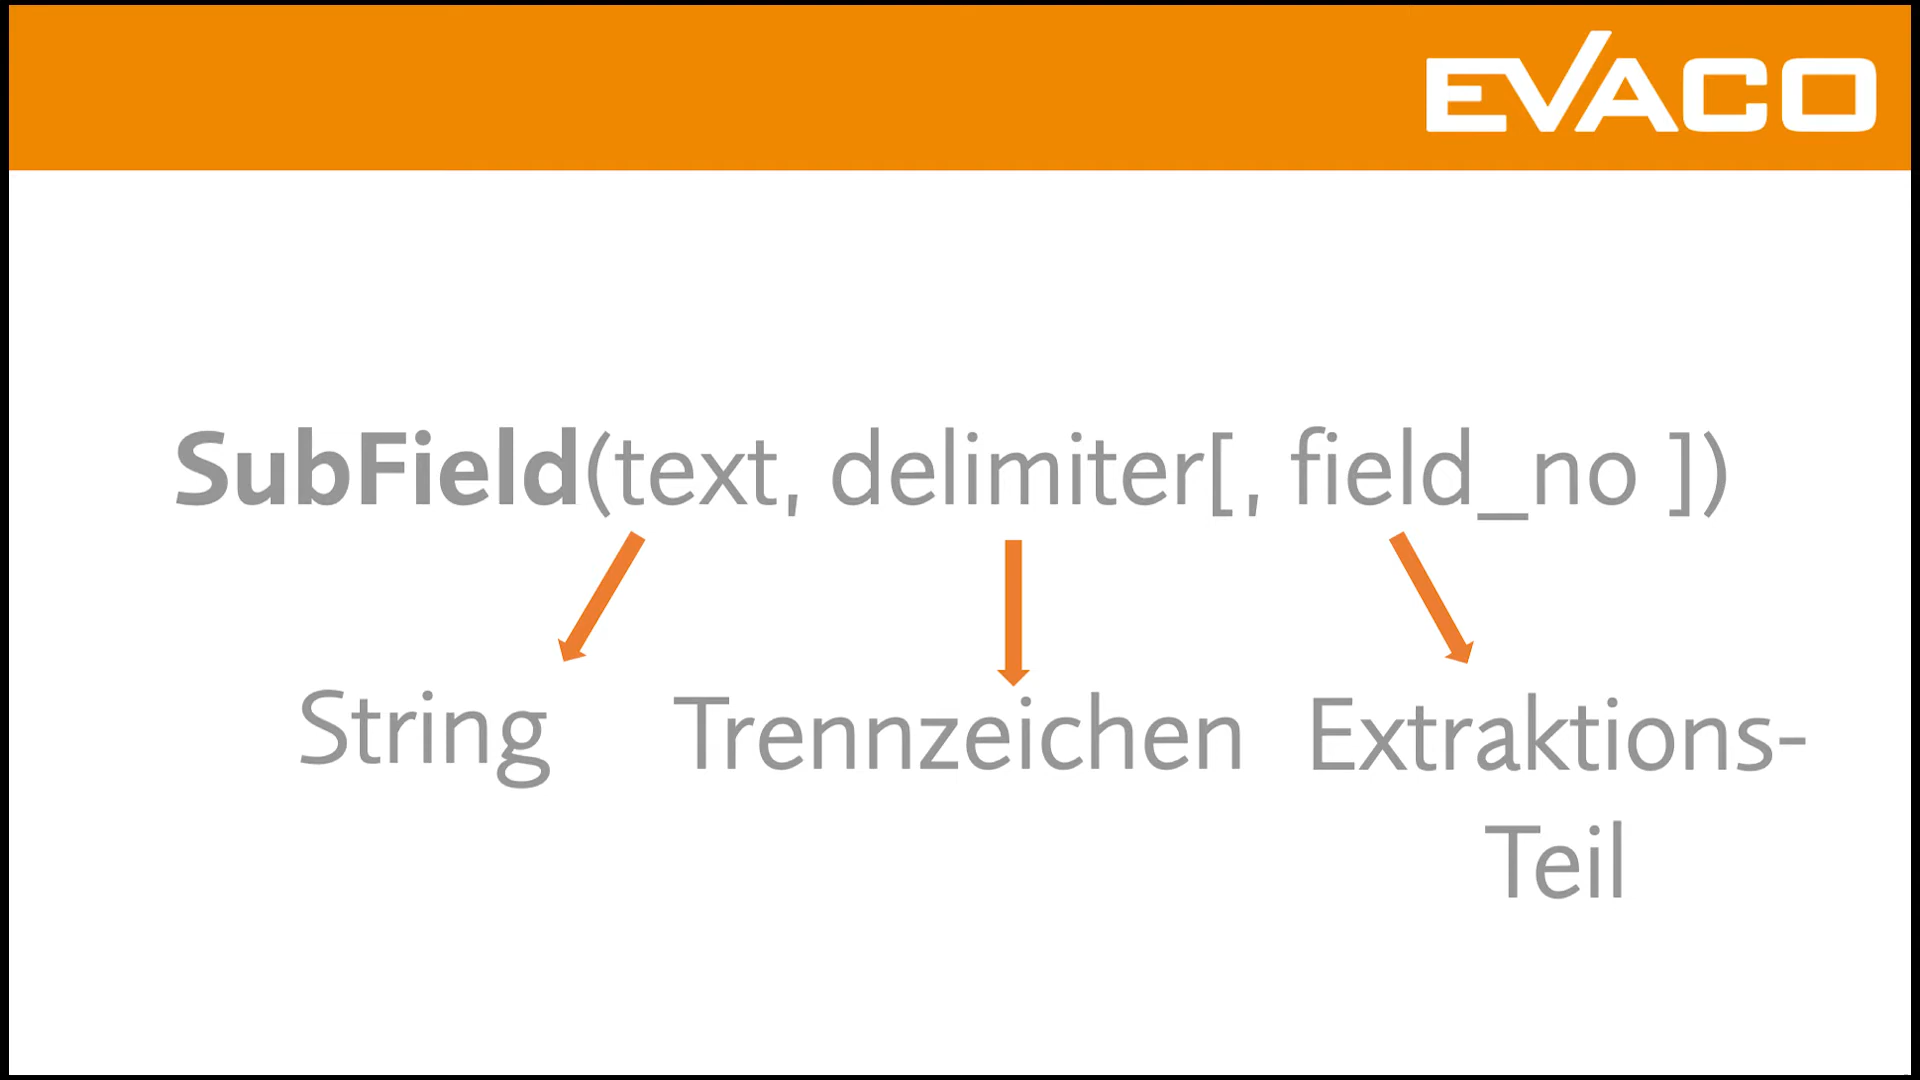 EVACO
SubField(text, delimiter[, field_no ])
String Trennzeichen Extraktions-
Teil